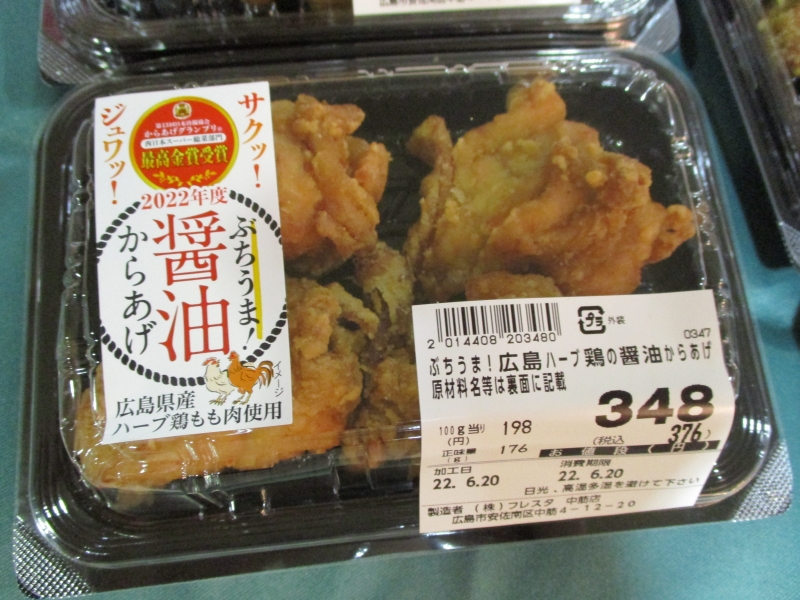 サクッ！
ジュワッ！
からあげグランプリ®
西日本スーパー総菜部門
最高金賞受賞
2022年度
ぶちうま！
醤油
からあげ
イメージ
広島県産
ハーブ鶏もも肉使用
2 014408 203480
プラ
外装
0347
ぶちうま！広島ハーブ鶏の醤油からあげ
原材料名等は裏面に記載
100g当り
(円)
198
348
正味量
(g)
176
(税込 376)
お値段(円)
加工日
消費期限
22. 6.20
22. 6.20
日光、高温多湿を避けて下さい
製造者 (株)フレスタ 中筋店
広島市安佐南区中筋4-12-20